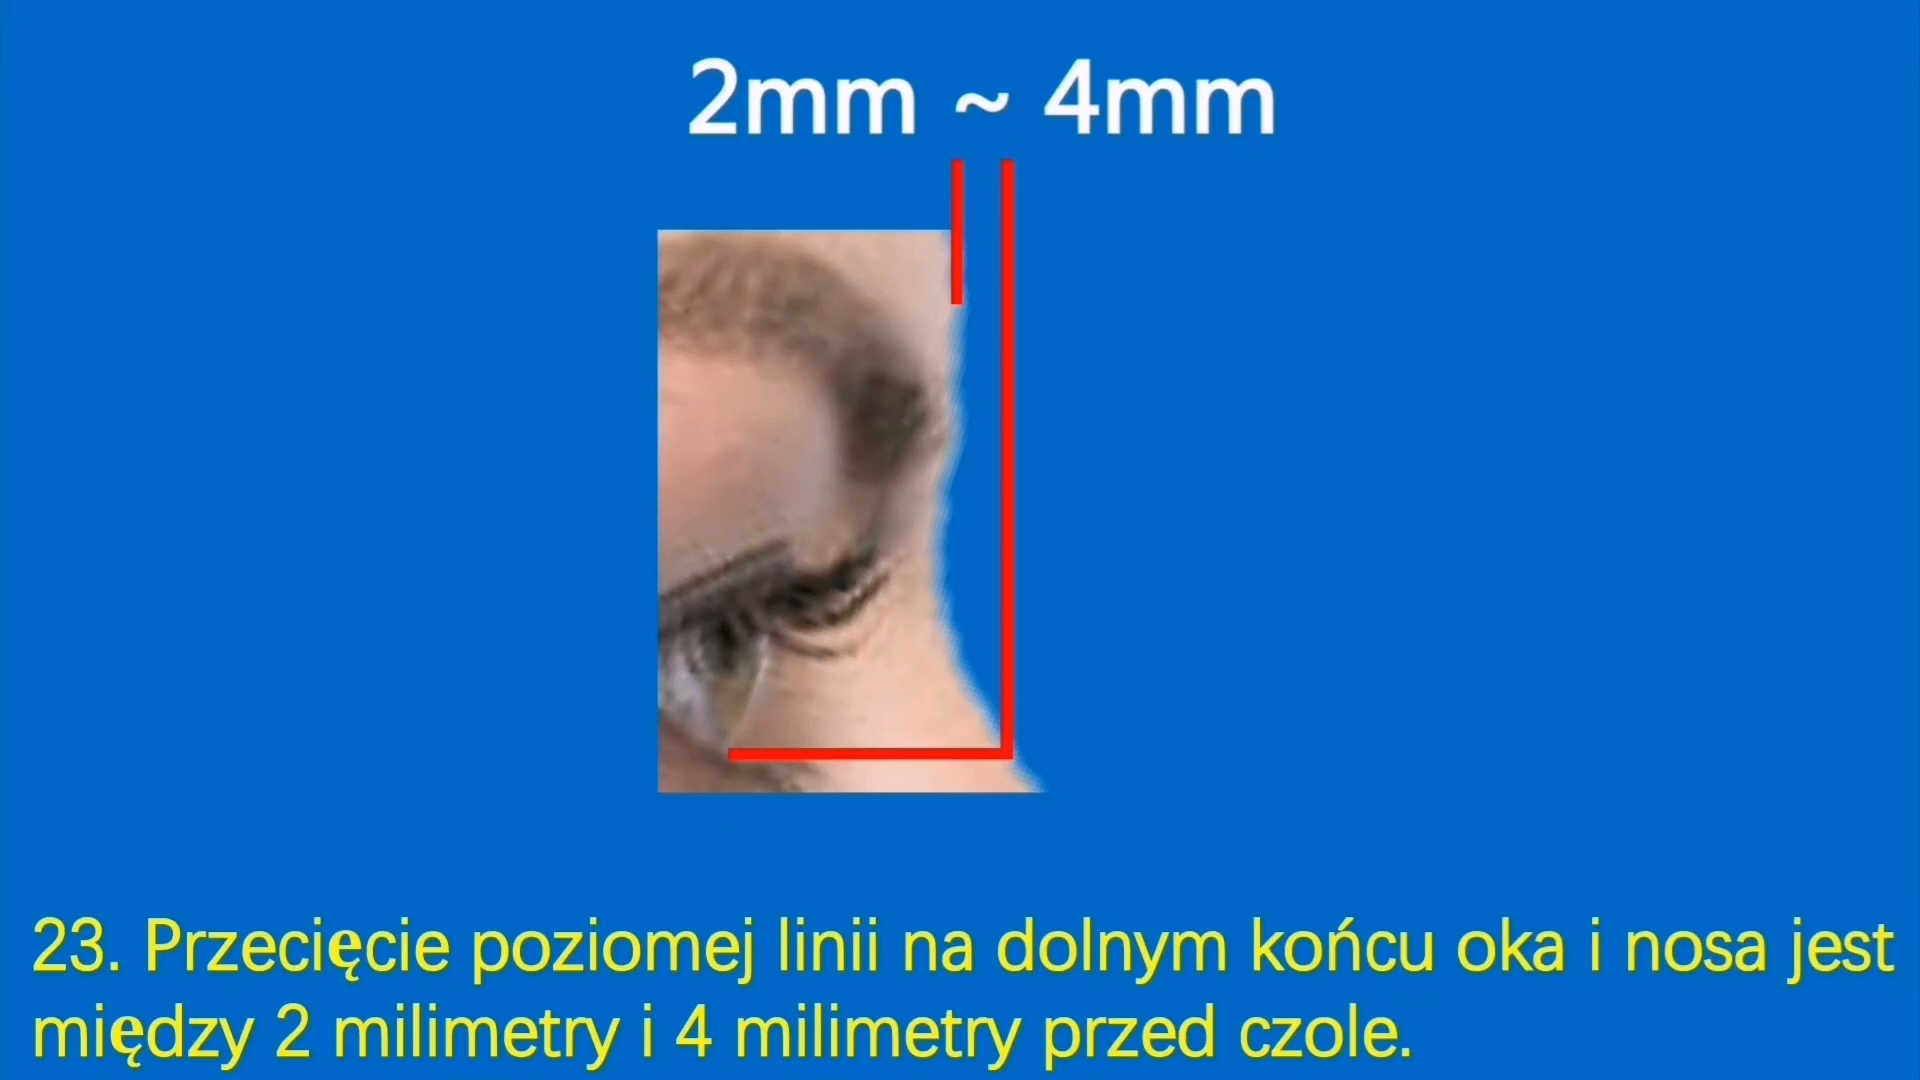 2mm ~ 4mm
23. Przecięcie poziomej linii na dolnym końcu oka i nosa jest
między 2 milimetry i 4 milimetry przed czole.